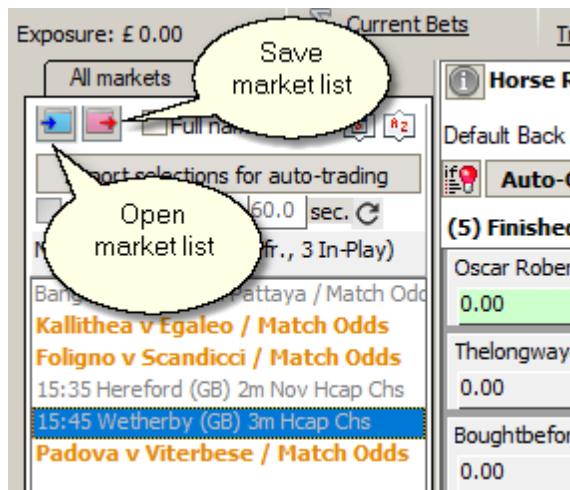 Exposure: £ 0.00
Current Bets
Save
market list
All markets
Horse
Full
Default Back
selections for auto-trading
Auto-
Open
market list
60.0 sec.
(5) Finished
fr., 3 In-Play)
Pattaya / Match Odd
Oscar Rober
0.00
Kallithea v Egaleo / Match Odds
Foligno v Scandicci / Match Odds
Thelongway
15:35 Hereford (GB) 2m Nov Hcap Chs
0.00
15:45 Wetherby (GB) 3m Hcap Chs
Boughtbefor
Padova v Viterbese / Match Odds
0.00